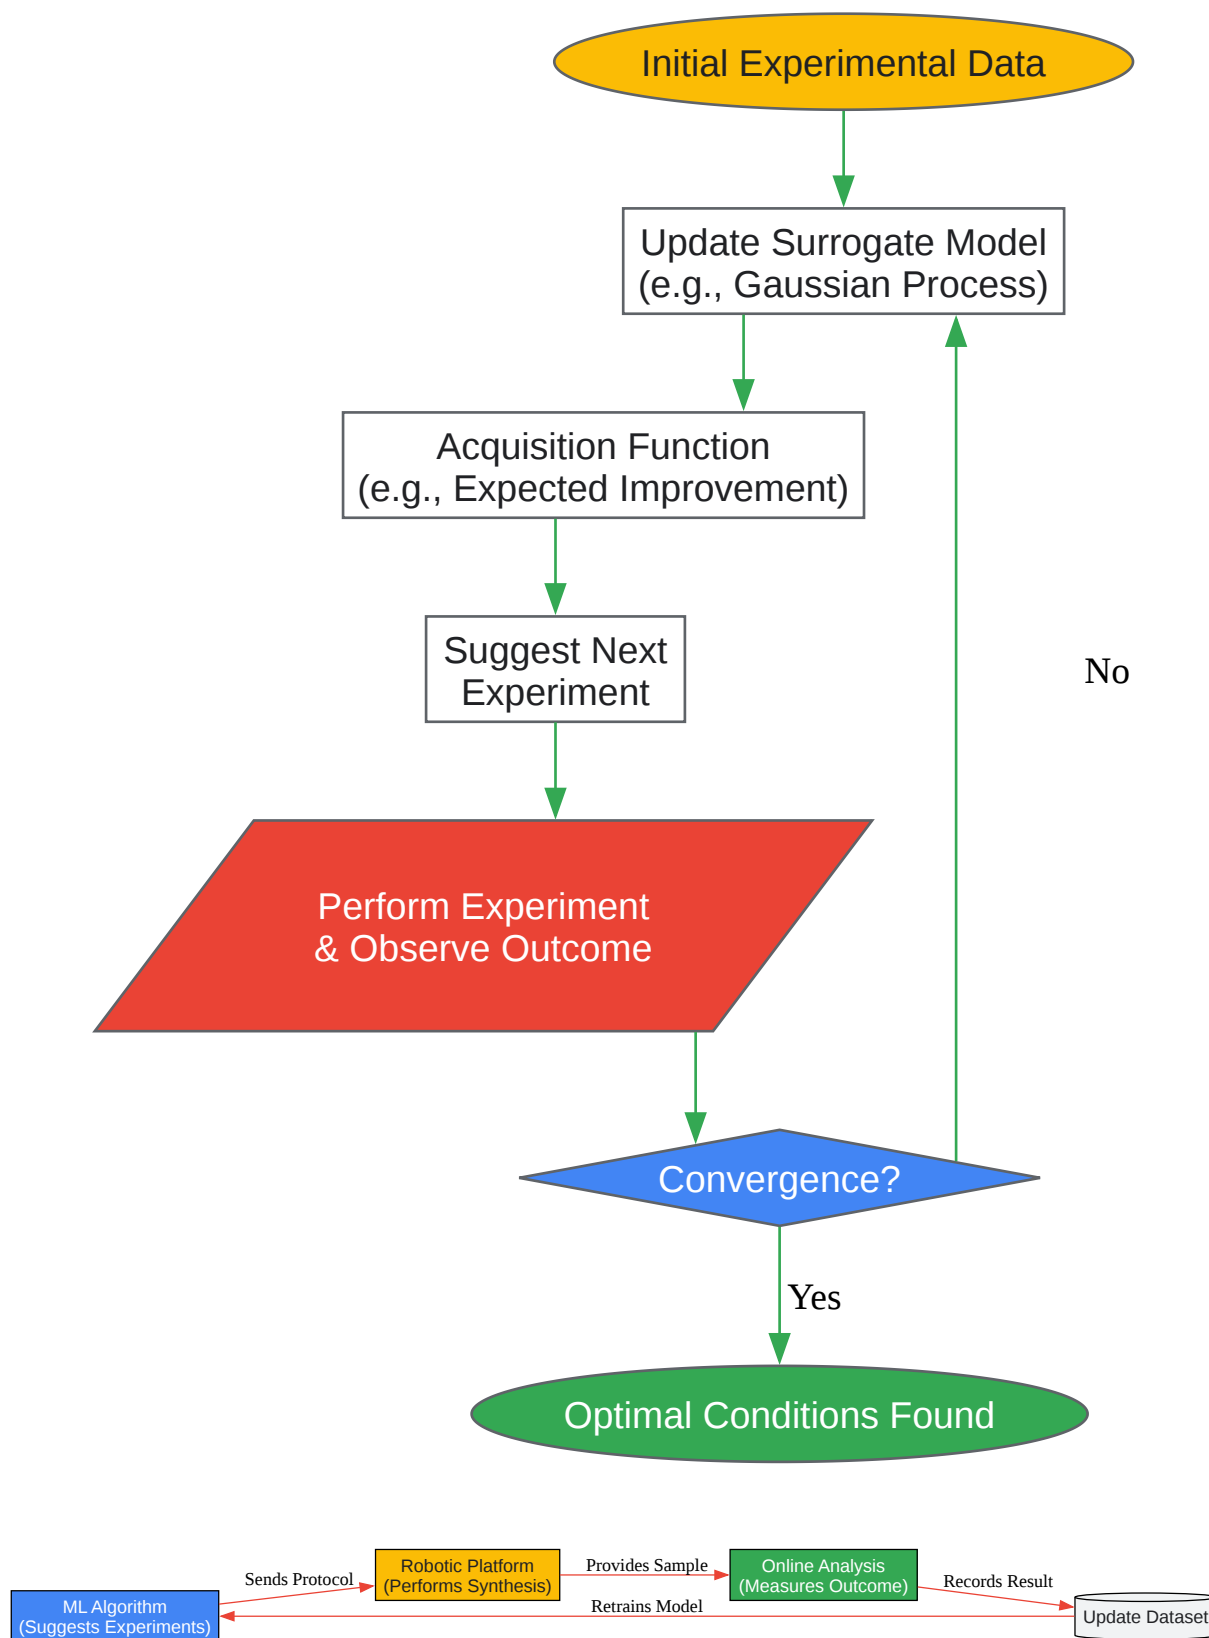 Initial Experimental Data
Update Surrogate Model
(e.g., Gaussian Process)
Acquisition Function
(e.g., Expected Improvement)
Suggest Next
Experiment
No
Perform Experiment
& Observe Outcome
Convergence?
Yes
Optimal Conditions Found
ML Algorithm
(Suggests Experiments)
Sends Protocol
Robotic Platform
(Performs Synthesis)
Provides Sample
Online Analysis
(Measures Outcome)
Records Result
Update Dataset
Retrains Model